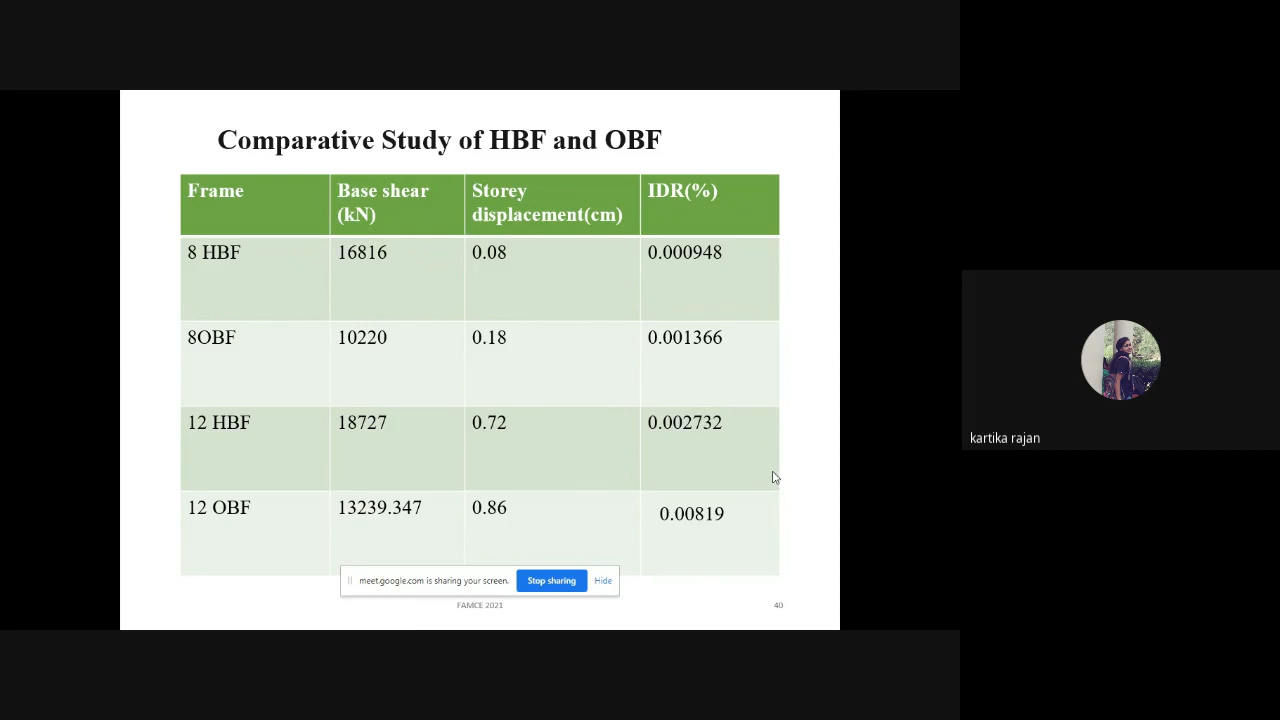 Comparative Study of HBF and OBF
Frame
Base shear
(kN)
Storey
displacement(cm)
IDR(%)
8 HBF
16816
0.08
0.000948
8OBF
10220
0.18
0.001366
12 HBF
18727
0.72
0.002732
12 OBF
13239.347
0.86
0.00819
meet.google.com is sharing your screen.
Stop sharing
Hide
FAMCE 2021
40
kartika rajan